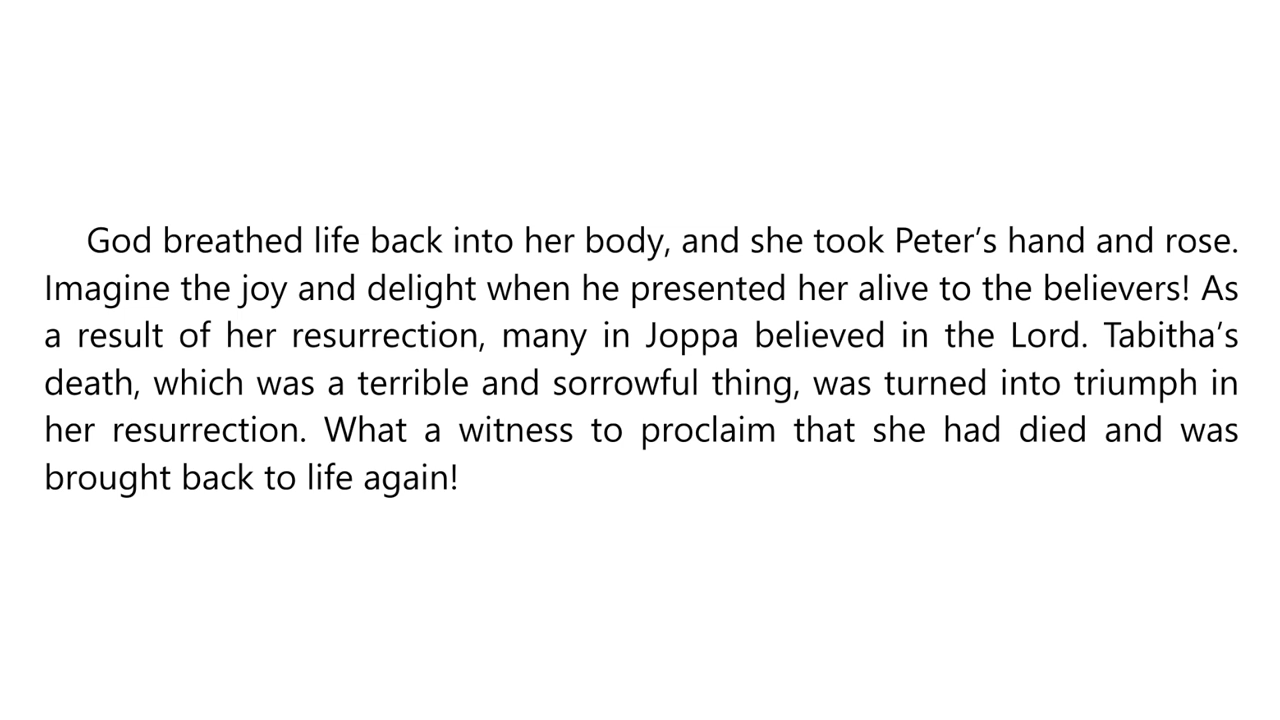 God breathed life back into her body, and she took Peter’s hand and rose.
Imagine the joy and delight when he presented her alive to the believers! As
a result of her resurrection, many in Joppa believed in the Lord. Tabitha’s
death, which was a terrible and sorrowful thing, was turned into triumph in
her resurrection. What a witness to proclaim that she had died and was
brought back to life again!